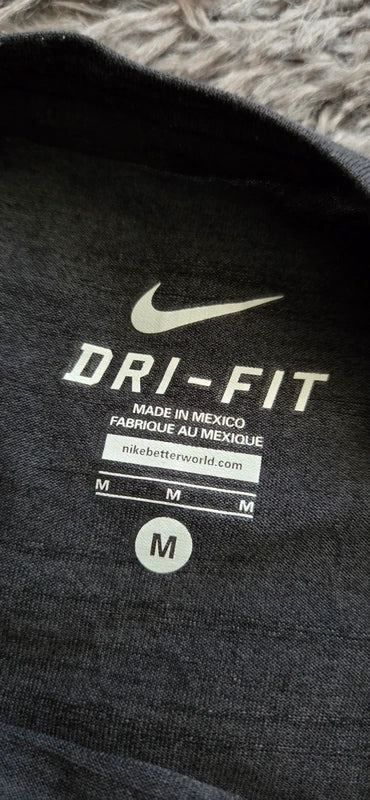 DRI-FIT
MADE IN MEXICO
FABRIQUE AU MEXIQUE
nikebetterworld.com
M M M
M